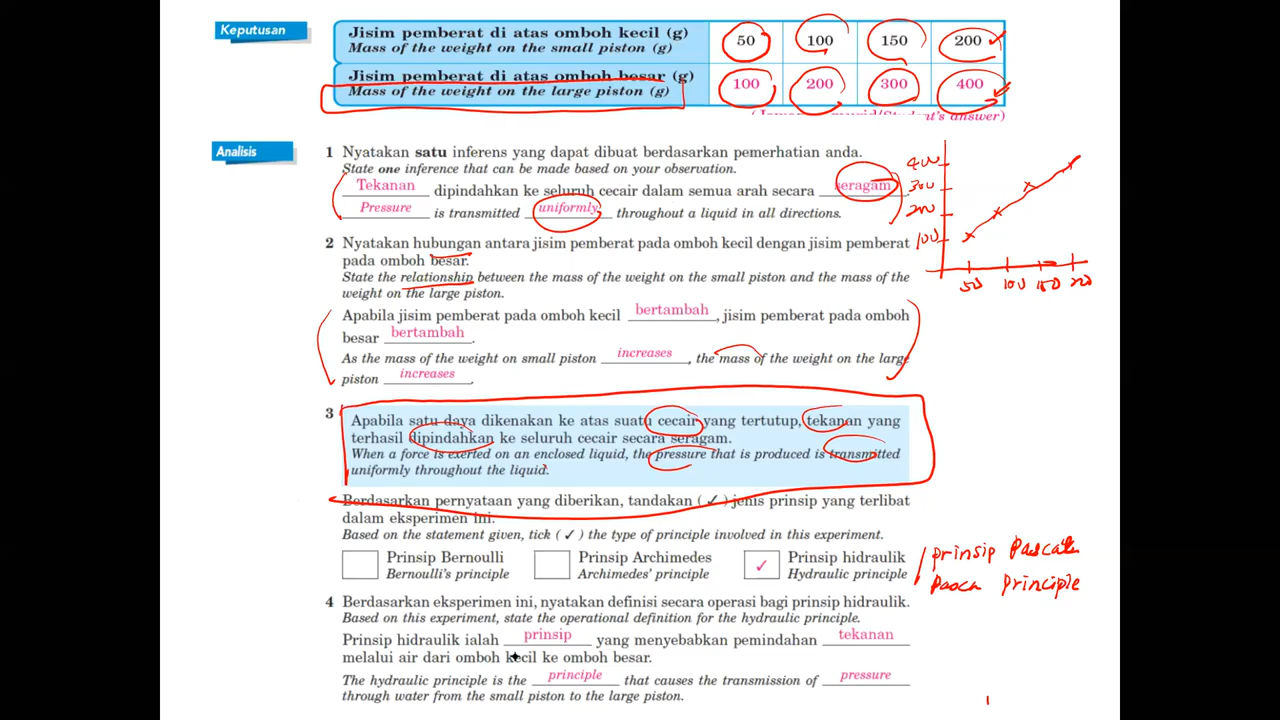 Keputusan
Jisim pemberat di atas omboh kecil (g)
Mass of the weight on the small piston (g)
50 100 150 200
Jisim pemberat di atas omboh besar (g)
Mass of the weight on the large piston (g)
100 200 300 400
Student's answer)
Analisis
1 Nyatakan satu inferens yang dapat dibuat berdasarkan pemerhatian anda.
State one inference that can be made based on your observation.
Tekanan dipindahkan ke seluruh cecair dalam semua arah secara seragam
Pressure is transmitted uniformly throughout a liquid in all directions.
400
300
200
100
50 100 150 200
2 Nyatakan hubungan antara jisim pemberat pada omboh kecil dengan jisim pemberat
pada omboh besar.
State the relationship between the mass of the weight on the small piston and the mass of the
weight on the large piston.
Apabila jisim pemberat pada omboh kecil bertambah, jisim pemberat pada omboh
besar bertambah.
As the mass of the weight on small piston increases, the mass of the weight on the large
piston increases.
3 Apabila satu daya dikenakan ke atas suatu cecair yang tertutup, tekanan yang
terhasil dipindahkan ke seluruh cecair secara seragam.
When a force is exerted on an enclosed liquid, the pressure that is produced is transmitted
uniformly throughout the liquid.
Berdasarkan pernyataan yang diberikan, tandakan (✓) jenis prinsip yang terlibat
dalam eksperimen ini.
Based on the statement given, tick (✓) the type of principle involved in this experiment.
Prinsip Bernoulli Prinsip Archimedes ✓ Prinsip hidraulik
Bernoulli's principle Archimedes' principle Hydraulic principle
prinsip
Principle
4 Berdasarkan eksperimen ini, nyatakan definisi secara operasi bagi prinsip hidraulik.
Based on this experiment, state the operational definition for the hydraulic principle.
Prinsip hidraulik ialah prinsip yang menyebabkan pemindahan tekanan
melalui air dari omboh kecil ke omboh besar.
The hydraulic principle is the principle that causes the transmission of pressure
through water from the small piston to the large piston.